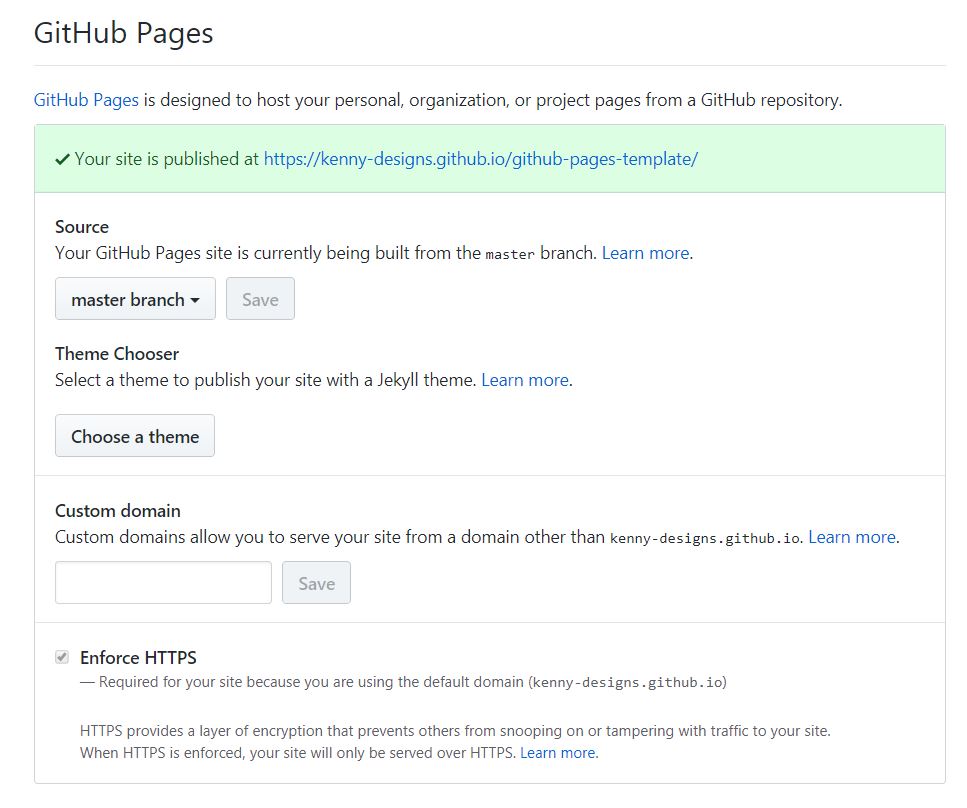 GitHub Pages
GitHub Pages is designed to host your personal, organization, or project pages from a GitHub repository.
Your site is published at https://kenny-designs.github.io/github-pages-template/
Source
Your GitHub Pages site is currently being built from the master branch. Learn more.
master branch Save
Theme Chooser
Select a theme to publish your site with a Jekyll theme. Learn more.
Choose a theme
Custom domain
Custom domains allow you to serve your site from a domain other than kenny-designs.github.io. Learn more.
Save
Enforce HTTPS
— Required for your site because you are using the default domain (kenny-designs.github.io)
HTTPS provides a layer of encryption that prevents others from snooping on or tampering with traffic to your site.
When HTTPS is enforced, your site will only be served over HTTPS. Learn more.